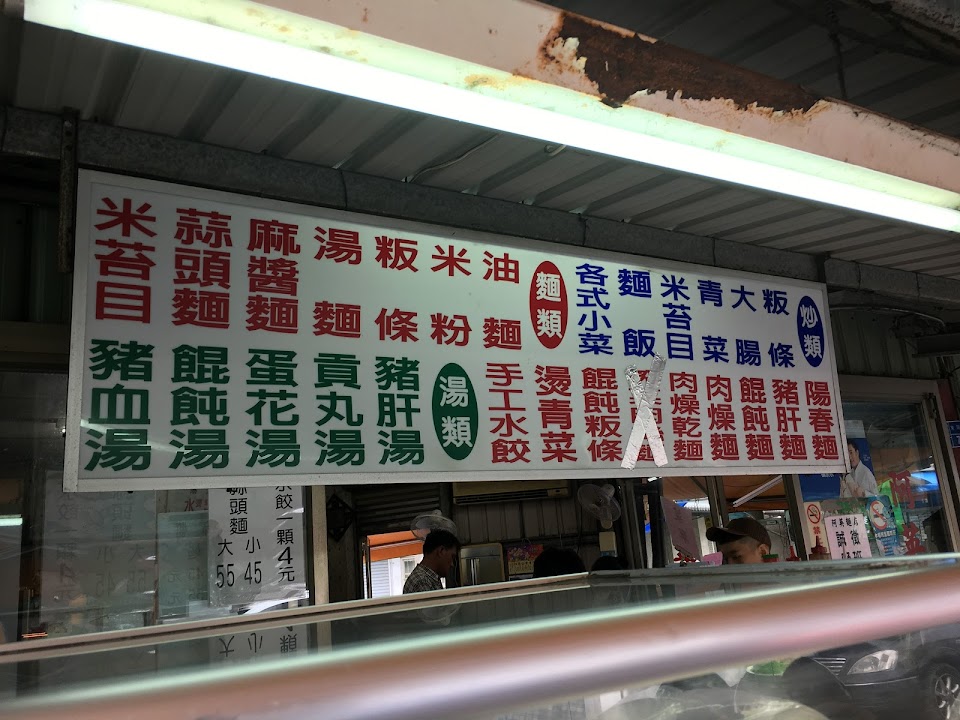 炒類
粄條
大腸
青菜
米苔目
麵飯
各式小菜
麵類
油麵
米粉
粄條
湯麵
麻醬麵
蒜頭麵
米苔目
陽春麵
豬肝麵
餛飩麵
肉燥麵
肉燥乾麵
餛飩粄條
燙青菜
手工水餃
湯類
豬肝湯
貢丸湯
蛋花湯
餛飩湯
豬血湯
水餃一顆4元
蒜頭麵
小45
大55
誠徵